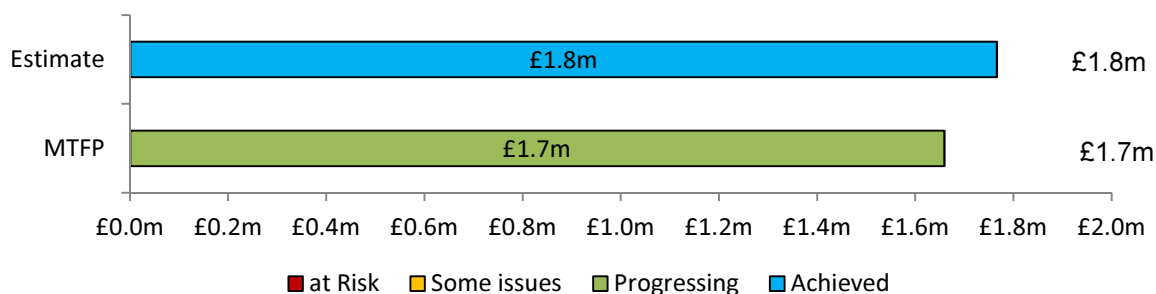 Estimate £1.8m £1.8m
MTFP £1.7m £1.7m
£0.0m £0.2m £0.4m £0.6m £0.8m £1.0m £1.2m £1.4m £1.6m £1.8m £2.0m
at Risk Some issues Progressing Achieved